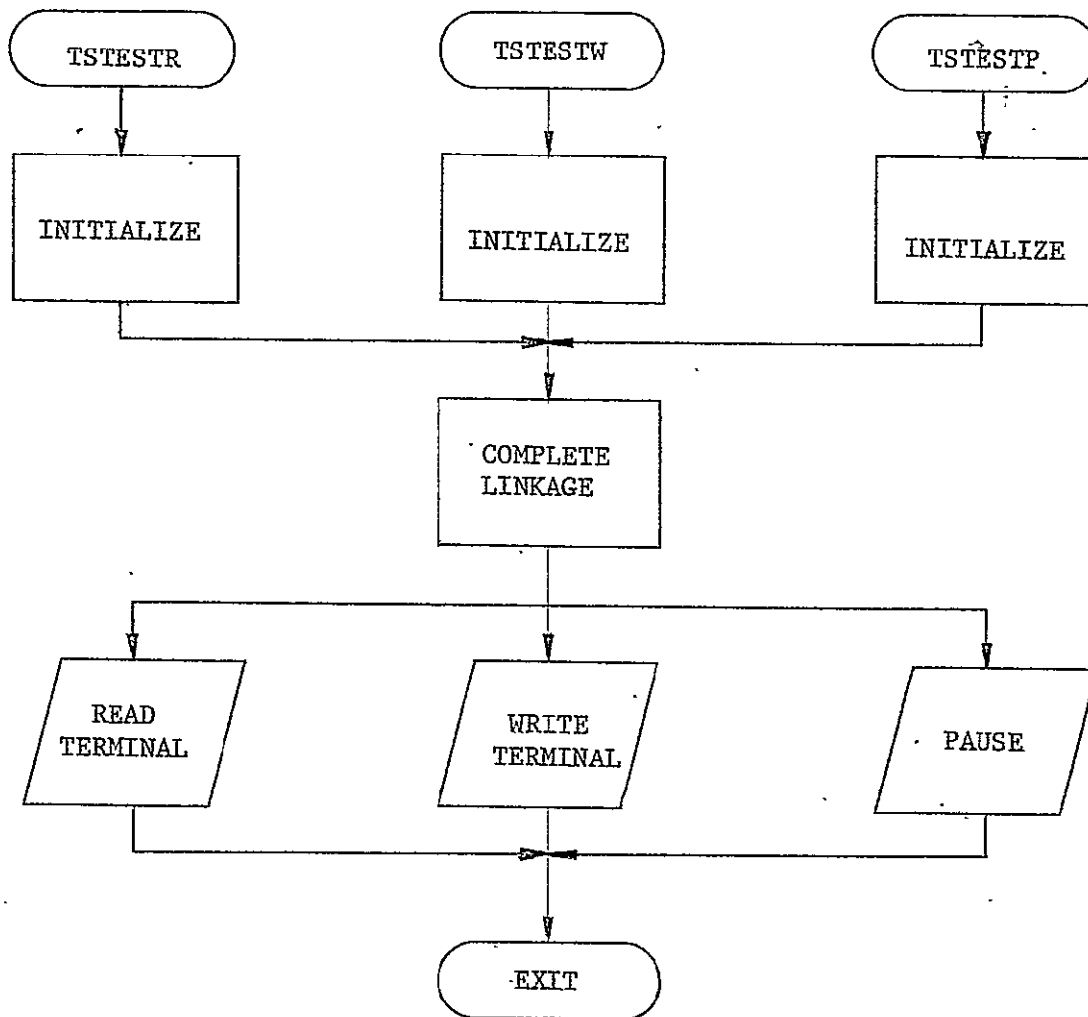 TSTESTR
TSTESTW
TSTESTP
INITIALIZE
INITIALIZE
INITIALIZE
COMPLETE
LINKAGE
READ
TERMINAL
WRITE
TERMINAL
PAUSE
EXIT